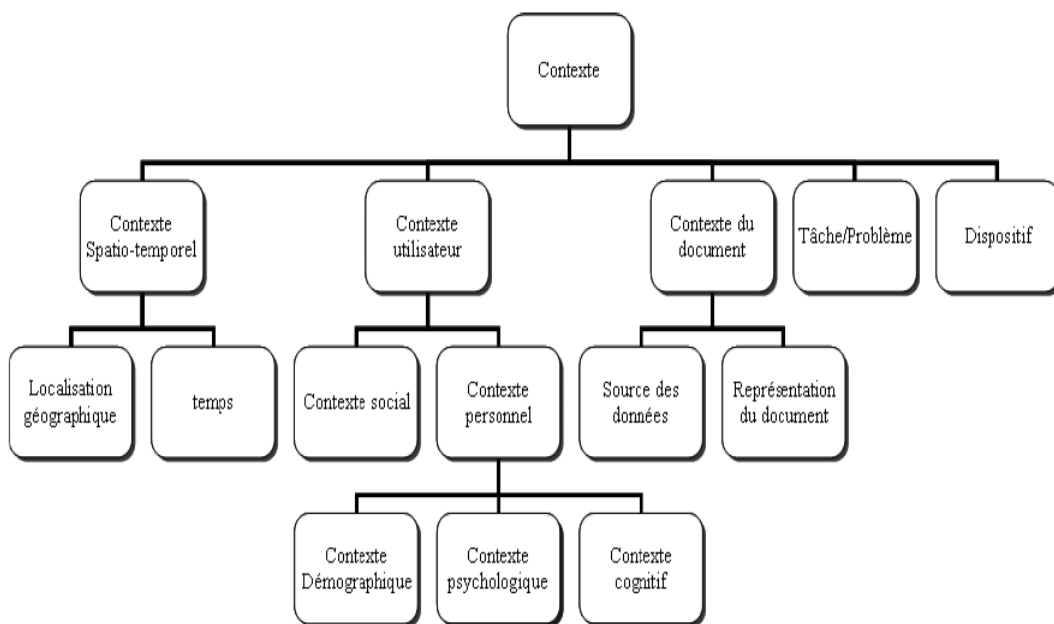 Contexte
Contexte
Spatio-temporel
Contexte
utilisateur
Contexte du
document
Tâche/Problème
Dispositif
Localisation
géographique
temps
Contexte social
Contexte
personnel
Source des
données
Représentation
du document
Contexte
Démographique
Contexte
psychologique
Contexte
cognitif